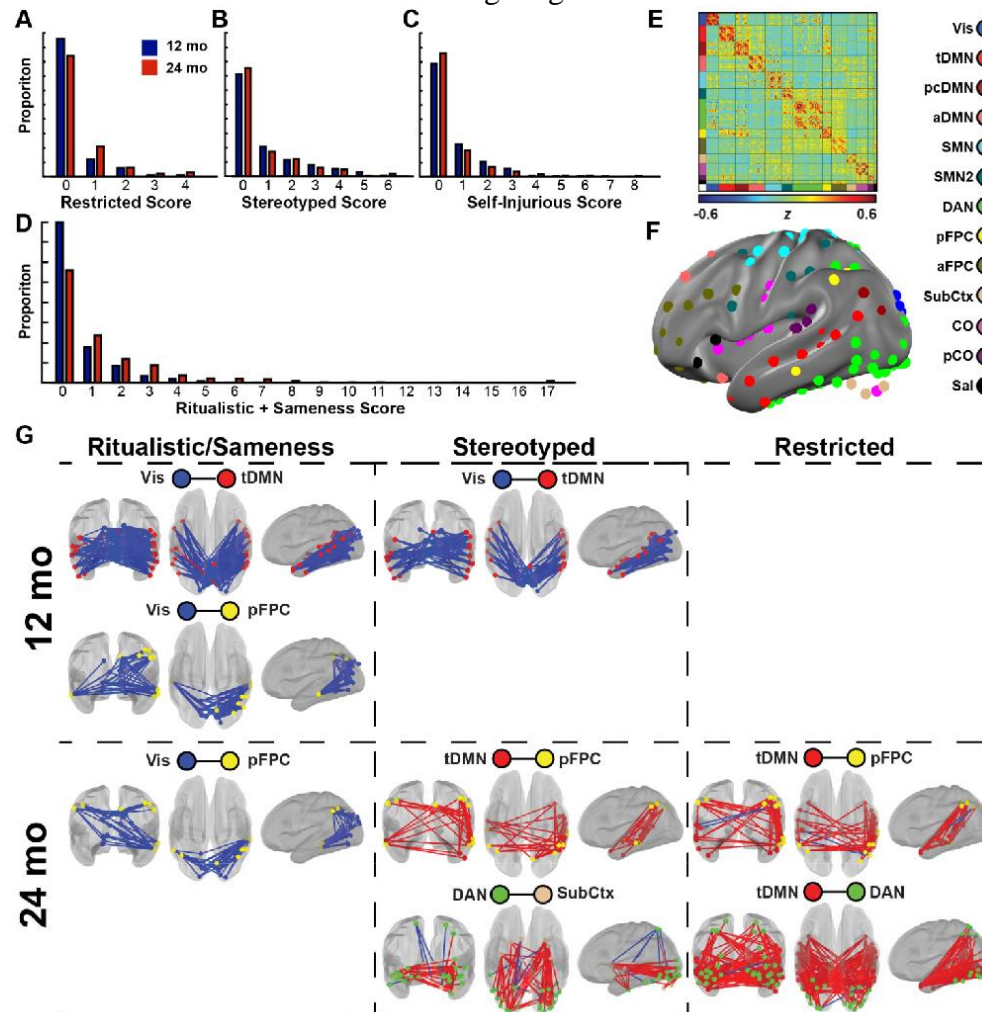 A
B
C
12 mo
24 mo
Proporiton
0 1 2 3 4
Restricted Score
0 1 2 3 4 5 6
Stereotyped Score
0 1 2 3 4 5 6 7 8
Self-Injurious Score
D
Proporiton
0 1 2 3 4 5 6 7 8 9 10 11 12 13 14 15 16 17
Ritualistic + Sameness Score
E
-0.6 z 0.6
F
Vis
tDMN
pcDMN
aDMN
SMN
SMN2
DAN
pFPC
aFPC
SubCtx
CO
pCO
Sal
G
Ritualistic/Sameness Stereotyped Restricted
12 mo
Vis tDMN
Vis tDMN
Vis pFPC
24 mo
Vis pFPC
tDMN pFPC
tDMN pFPC
DAN SubCtx
tDMN DAN